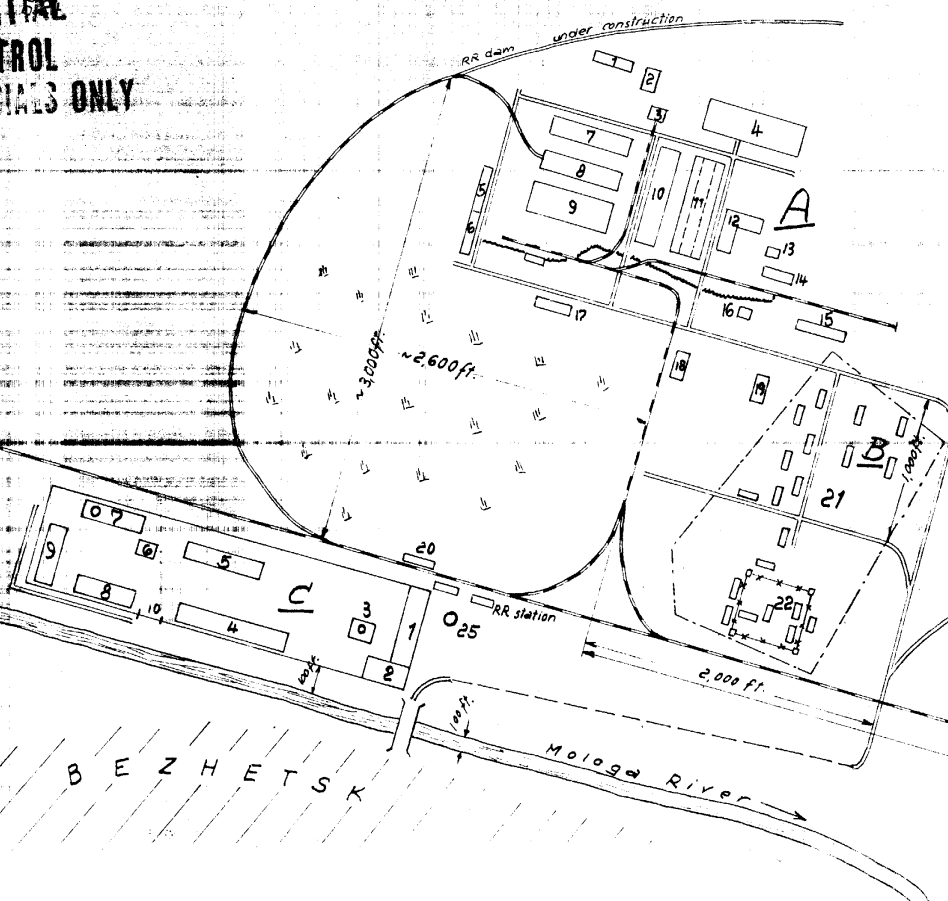 TROL
ONLY
RR dam under construction
1
2
3
4
7
8
9
10
11
A
12
13
14
5
6
16
15
17
~3,000 ft.
~2,600 ft.
18
19
B
1,000 ft.
21
22
20
RR station
25
2,000 ft.
7
6
9
8
5
C
10
4
3
1
2
100 ft.
100 ft.
Mologa River
BEZHETSK